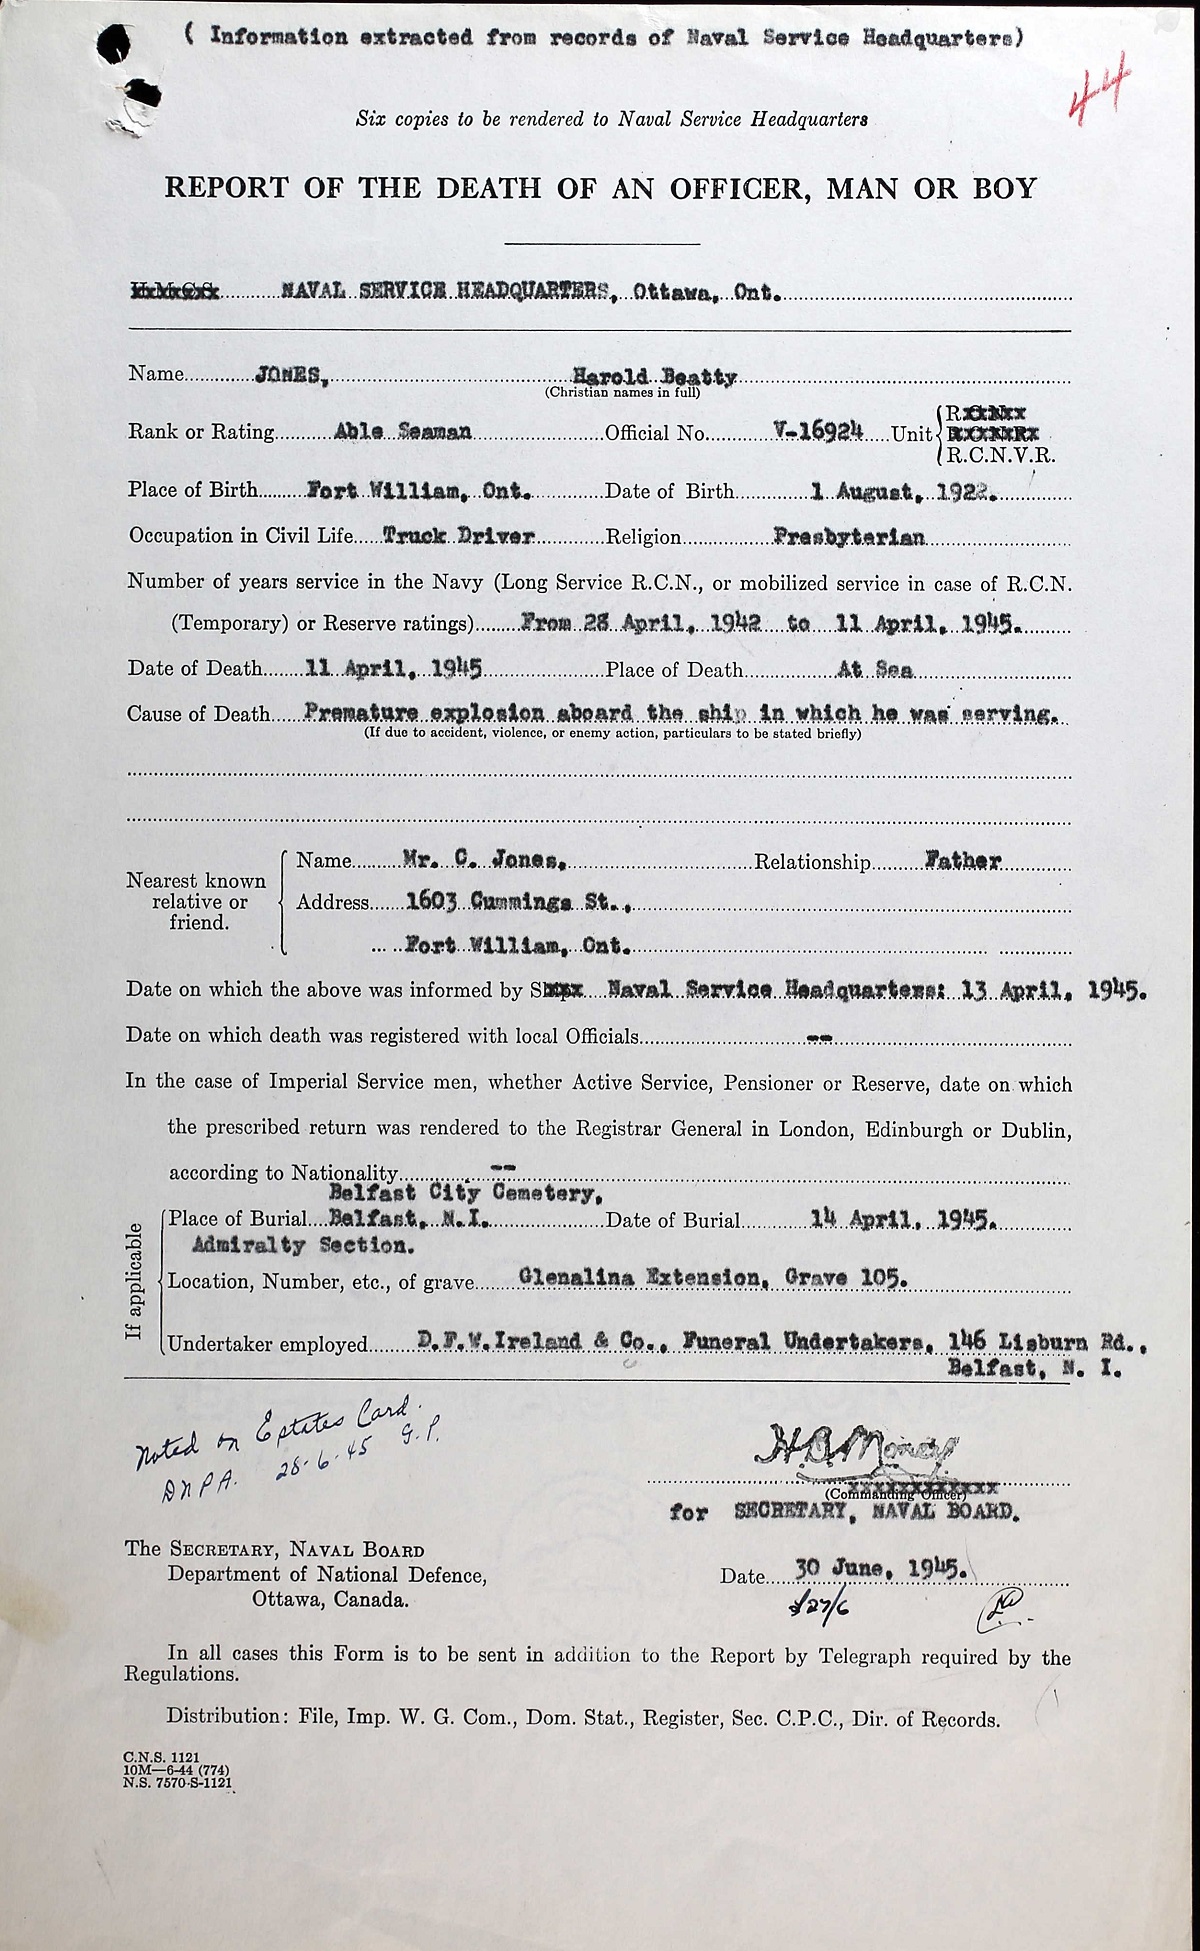 ( Information extracted from records of Naval Service Headquarters)
44
Six copies to be rendered to Naval Service Headquarters
REPORT OF THE DEATH OF AN OFFICER, MAN OR BOY
H.M.C.S. NAVAL SERVICE HEADQUARTERS, Ottawa, Ont.
Name JONES, Harold Beatty
(Christian names in full)
Rank or Rating Able Seaman Official No. V-16924 Unit R.C.N.
R.C.N.R.
R.C.N.V.R.
Place of Birth Fort William, Ont. Date of Birth 1 August, 1922.
Occupation in Civil Life Truck Driver Religion Presbyterian
Number of years service in the Navy (Long Service R.C.N., or mobilized service in case of R.C.N.
(Temporary) or Reserve ratings) From 28 April, 1942 to 11 April, 1945.
Date of Death 11 April, 1945 Place of Death At Sea
Cause of Death Premature explosion aboard the ship in which he was serving.
(If due to accident, violence, or enemy action, particulars to be stated briefly)
Nearest known relative or friend.
Name Mr. C. Jones, Relationship Father
Address 1603 Cummings St.,
Fort William, Ont.
Date on which the above was informed by Ship Naval Service Headquarters: 13 April, 1945.
Date on which death was registered with local Officials --
In the case of Imperial Service men, whether Active Service, Pensioner or Reserve, date on which
the prescribed return was rendered to the Registrar General in London, Edinburgh or Dublin,
according to Nationality --
If applicable
Belfast City Cemetery,
Place of Burial Belfast, N.I. Date of Burial 14 April, 1945.
Admiralty Section.
Location, Number, etc., of grave Glenalina Extension, Grave 105.
Undertaker employed D.F.W.Ireland & Co., Funeral Undertakers, 146 Lisburn Rd.,
Belfast, N. I.
Noted on Estates Card.
DNPA. 28-6-45 G.P.
H.B. Money
(Commanding Officer)
for SECRETARY, NAVAL BOARD.
The SECRETARY, NAVAL BOARD
Department of National Defence,
Ottawa, Canada.
Date 30 June, 1945.
27/6
In all cases this Form is to be sent in addition to the Report by Telegraph required by the
Regulations.
Distribution: File, Imp. W. G. Com., Dom. Stat., Register, Sec. C.P.C., Dir. of Records.
C.N.S. 1121
10M—6-44 (774)
N.S. 7570-S-1121